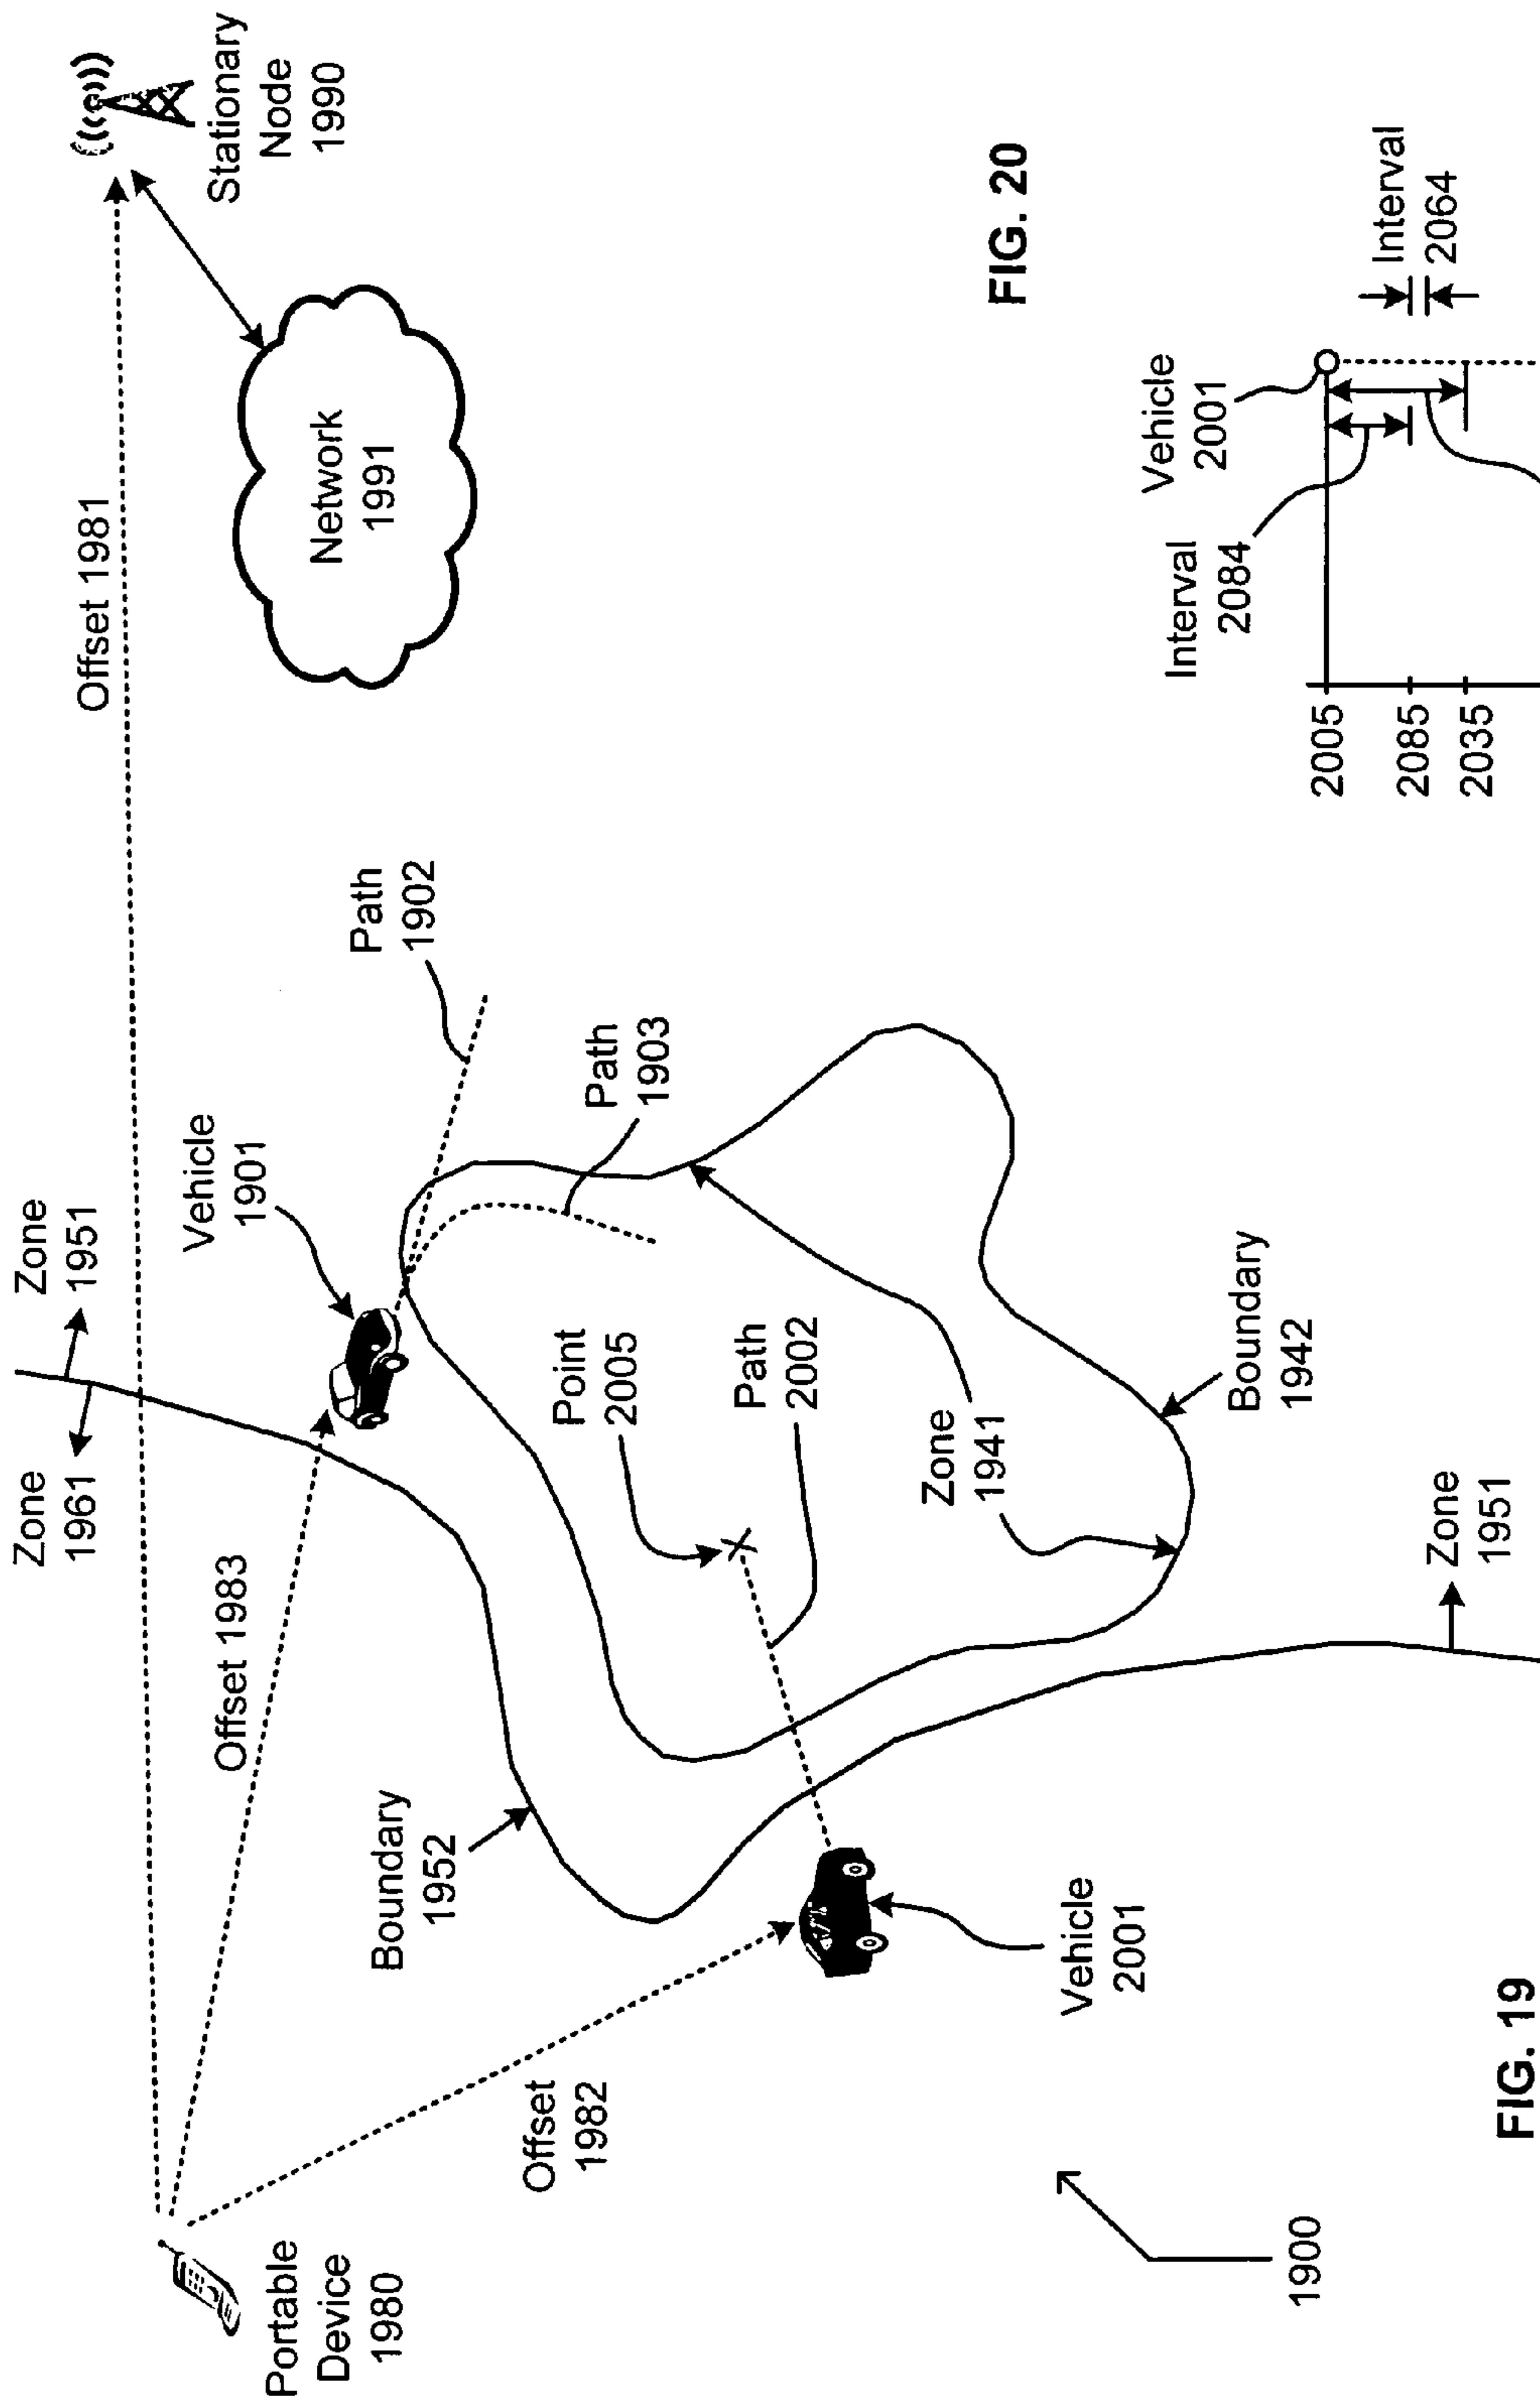 Zone
1961
Zone
1951
Offset 1981
Stationary
Node
1990
Network
1991
Portable
Device
1980
Offset 1983
Vehicle
1901
Path
1902
Path
1903
Boundary
1952
Point
2005
Path
2002
Offset
1982
Vehicle
2001
Zone
1941
Boundary
1942
Zone
1951
1900
FIG. 19
FIG. 20
Vehicle
2001
Interval
2084
Interval
2064
2005
2085
2035